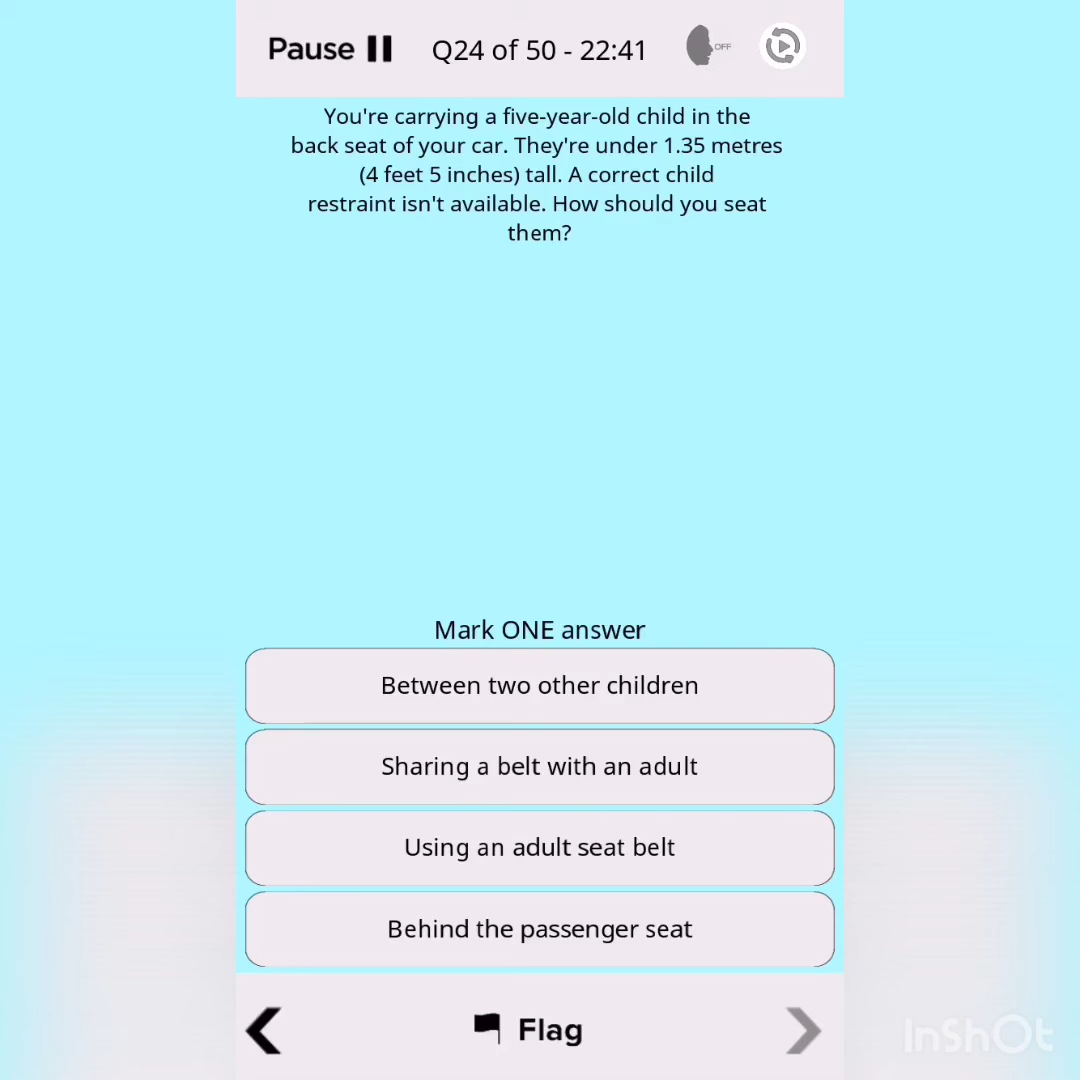 Pause Q24 of 50 - 22:41 OFF
You're carrying a five-year-old child in the
back seat of your car. They're under 1.35 metres
(4 feet 5 inches) tall. A correct child
restraint isn't available. How should you seat
them?
Mark ONE answer
Between two other children
Sharing a belt with an adult
Using an adult seat belt
Behind the passenger seat
Flag
InShOt